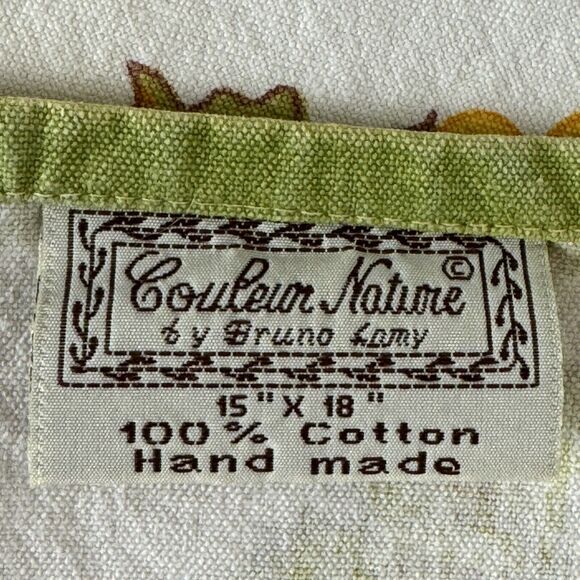 Couleur Nature ©
by Bruno Lamy
15" X 18"
100% Cotton
Hand made